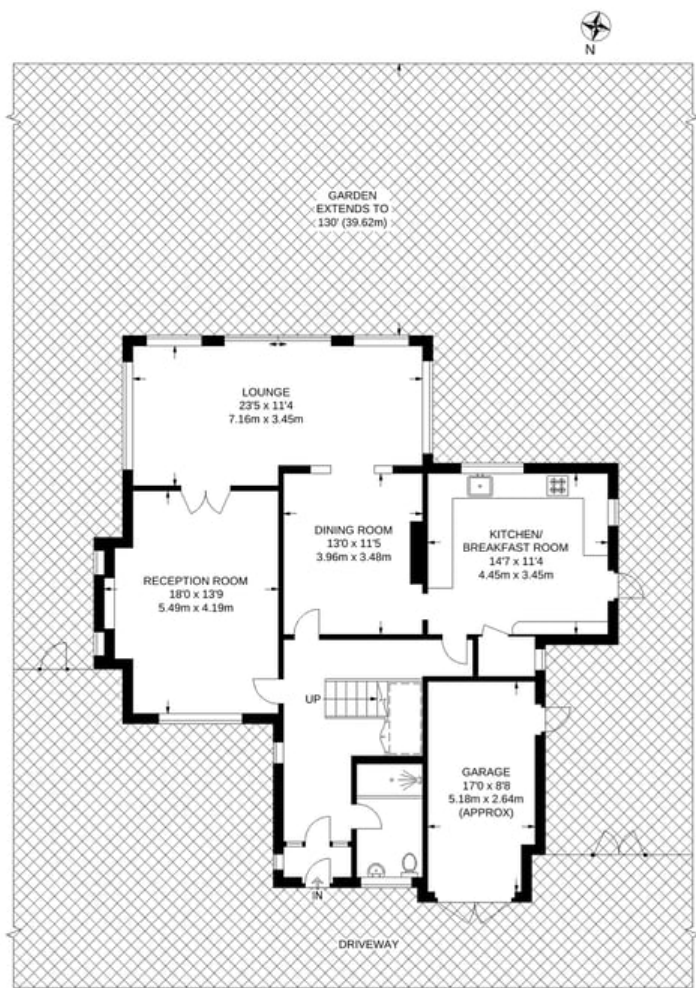 N
GARDEN
EXTENDS TO
130' (39.62m)
LOUNGE
23'5 x 11'4
7.16m x 3.45m
DINING ROOM
13'0 x 11'5
3.96m x 3.48m
KITCHEN/
BREAKFAST ROOM
14'7 x 11'4
4.45m x 3.45m
RECEPTION ROOM
18'0 x 13'9
5.49m x 4.19m
UP
GARAGE
17'0 x 8'8
5.18m x 2.64m
(APPROX)
IN
DRIVEWAY